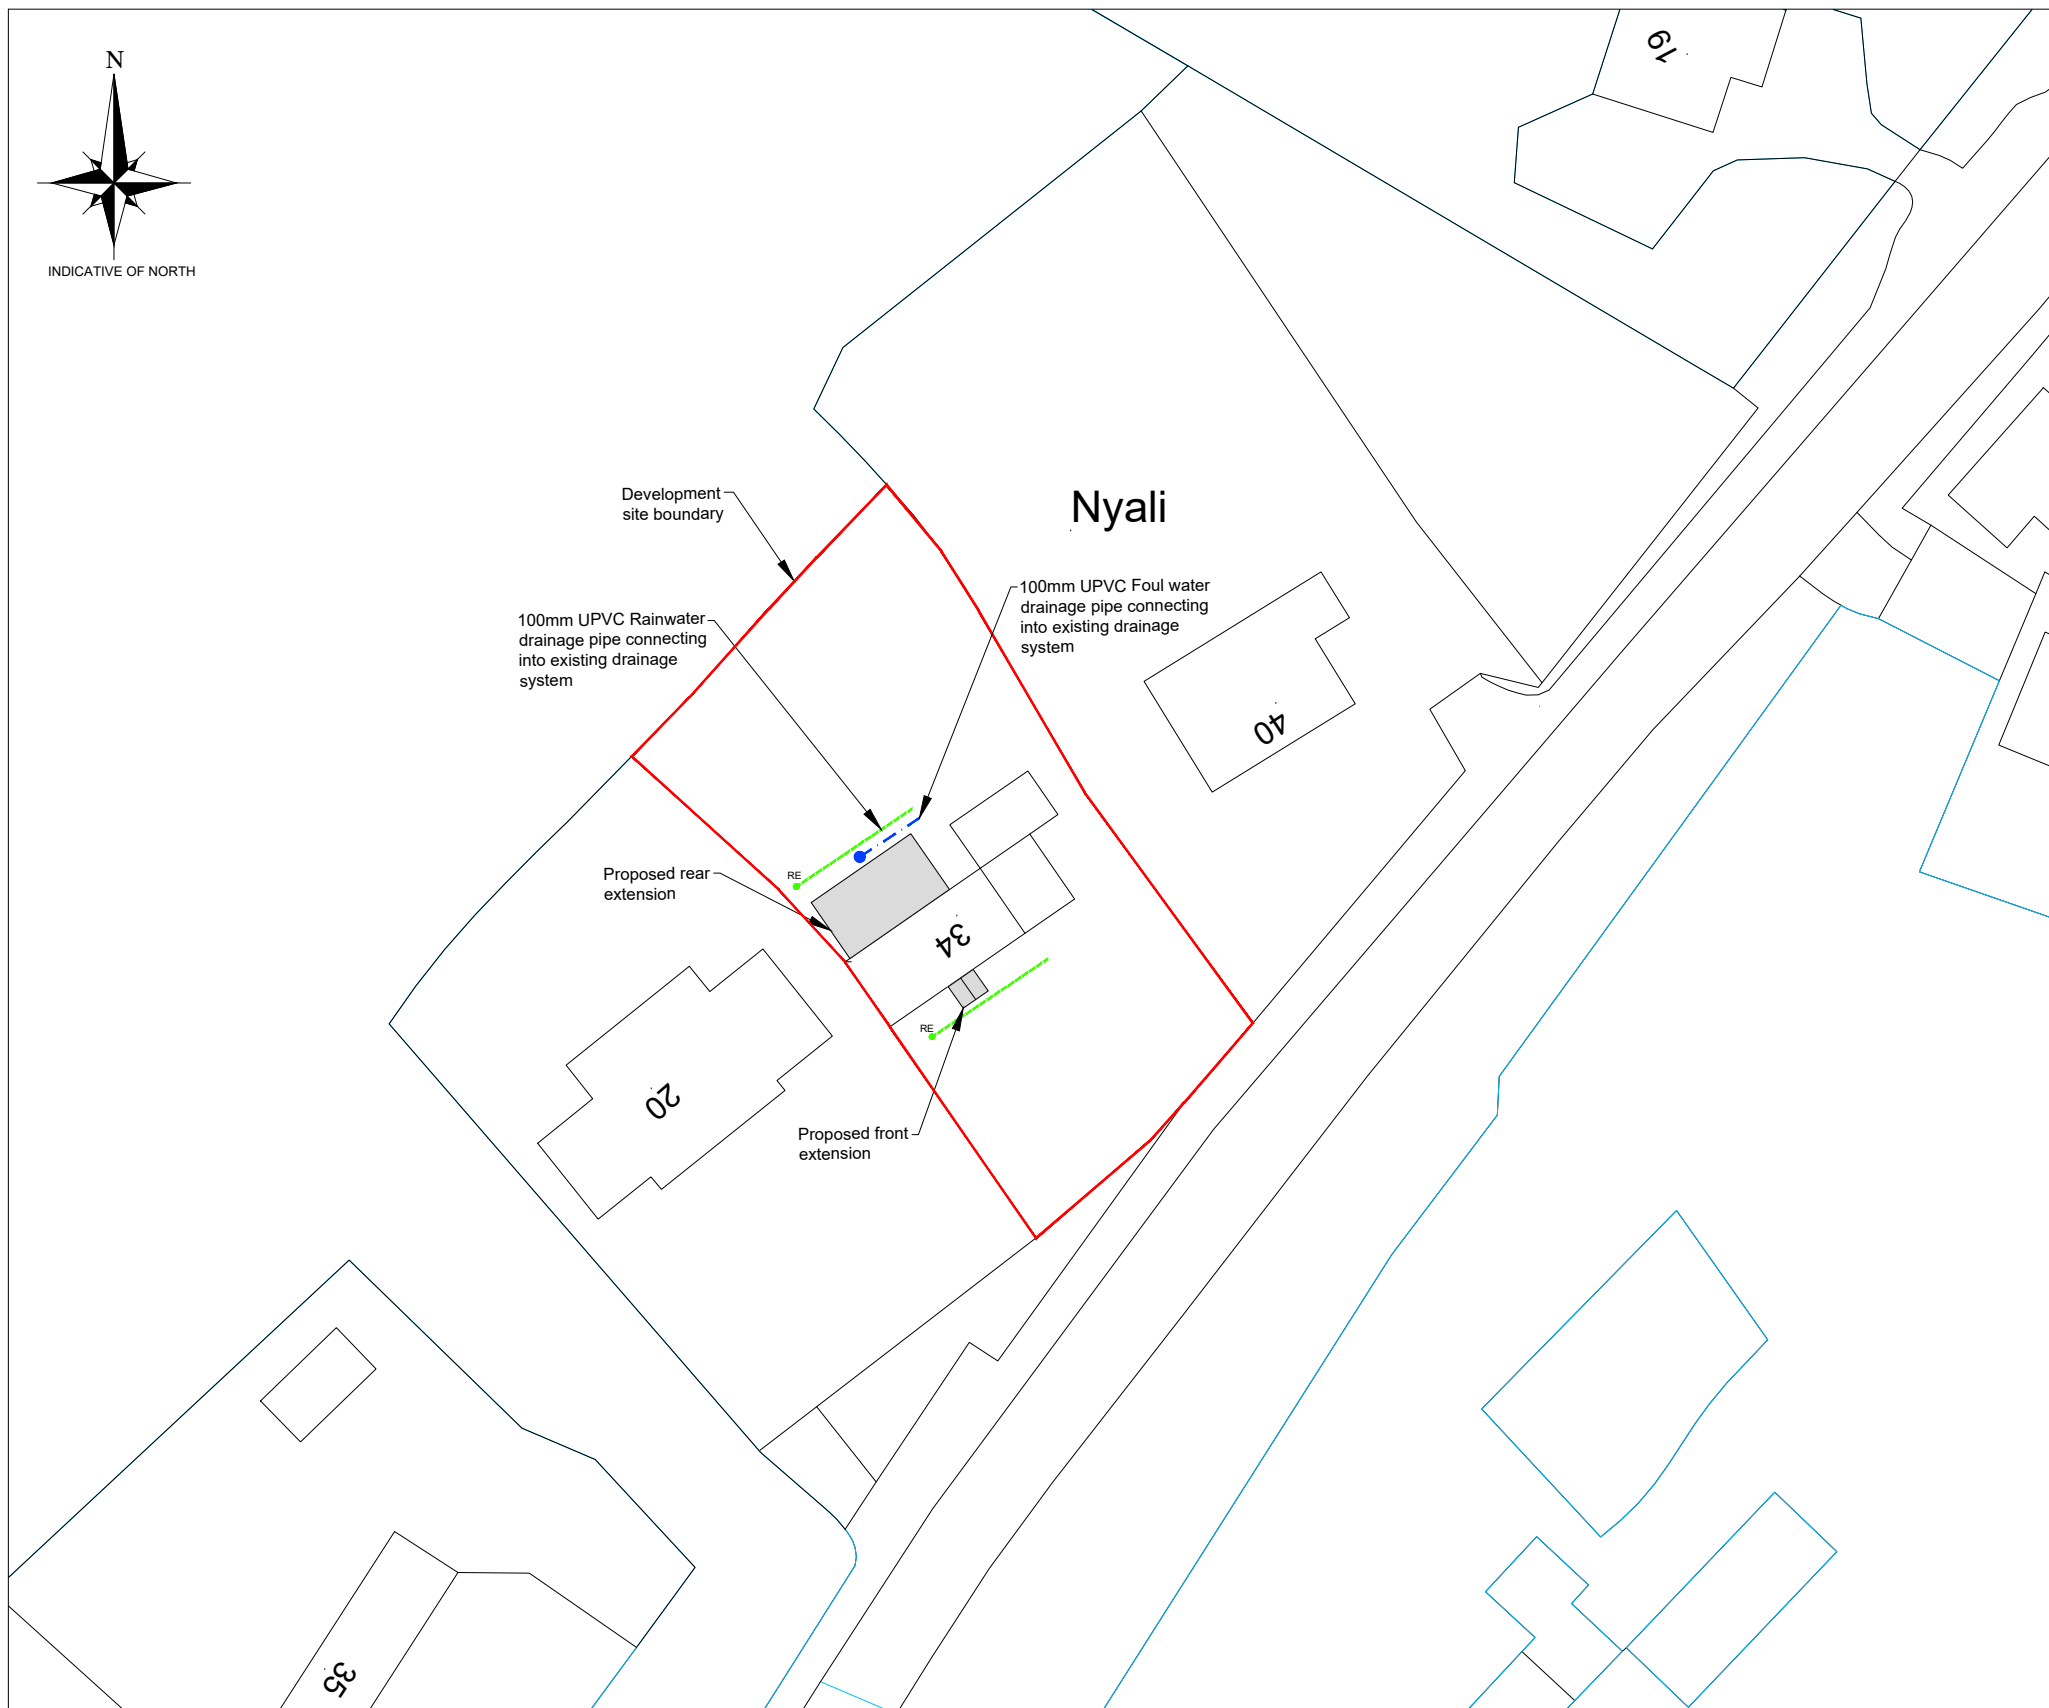 N
INDICATIVE OF NORTH
19
Nyali
Development
site boundary
100mm UPVC Foul water
drainage pipe connecting
into existing drainage
system
100mm UPVC Rainwater
drainage pipe connecting
into existing drainage
system
40
RE
Proposed rear
extension
34
RE
20
Proposed front
extension
35